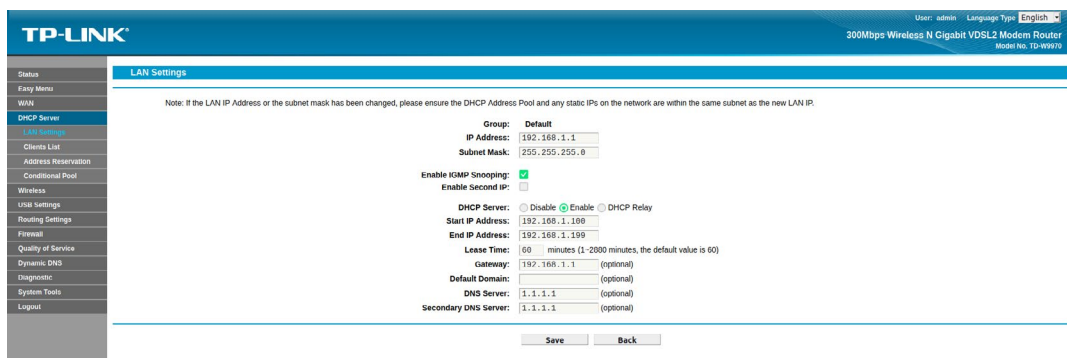 User: admin Language Type English
TP-LINK®
300Mbps Wireless N Gigabit VDSL2 Modem Router
Model No. TD-W9970
Status
Easy Menu
WAN
DHCP Server
LAN Settings
Clients List
Address Reservation
Conditional Pool
Wireless
USB Settings
Routing Settings
Firewall
Quality of Service
Dynamic DNS
Diagnostic
System Tools
Logout
LAN Settings
Note: If the LAN IP Address or the subnet mask has been changed, please ensure the DHCP Address Pool and any static IPs on the network are within the same subnet as the new LAN IP.
Group: Default
IP Address: 192.168.1.1
Subnet Mask: 255.255.255.0
Enable IGMP Snooping:
Enable Second IP:
DHCP Server: Disable Enable DHCP Relay
Start IP Address: 192.168.1.100
End IP Address: 192.168.1.199
Lease Time: 60 minutes (1~2880 minutes, the default value is 60)
Gateway: 192.168.1.1 (optional)
Default Domain: (optional)
DNS Server: 1.1.1.1 (optional)
Secondary DNS Server: 1.1.1.1 (optional)
Save Back